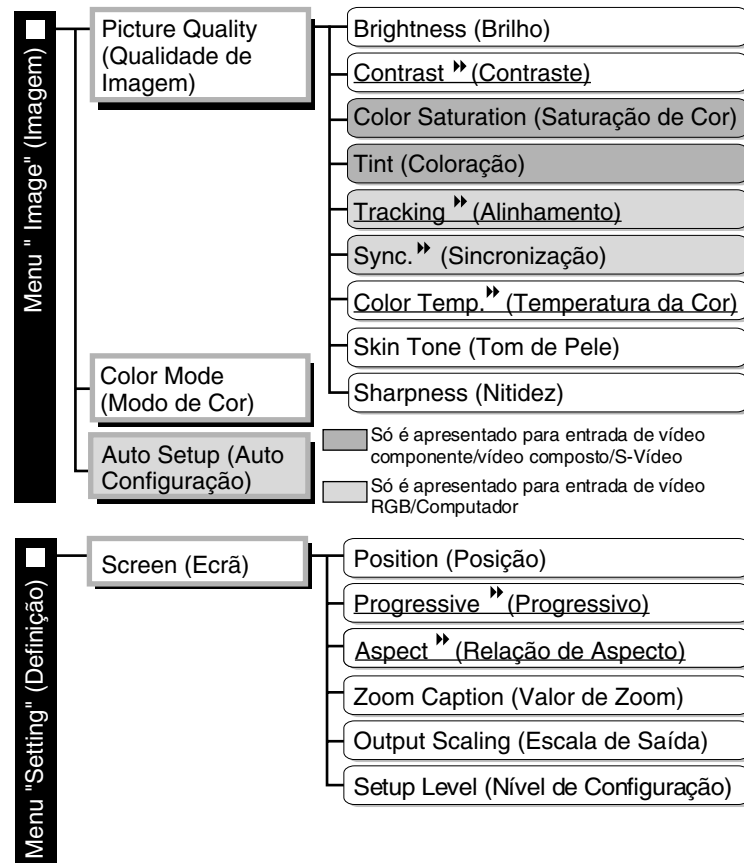 Menu " Image" (Imagem)
Picture Quality
(Qualidade de
Imagem)
Brightness (Brilho)
Contrast (Contraste)
Color Saturation (Saturação de Cor)
Tint (Coloração)
Tracking (Alinhamento)
Sync. (Sincronização)
Color Temp. (Temperatura da Cor)
Skin Tone (Tom de Pele)
Sharpness (Nitidez)
Color Mode
(Modo de Cor)
Auto Setup (Auto
Configuração)
Só é apresentado para entrada de vídeo
componente/vídeo composto/S-Vídeo
Só é apresentado para entrada de vídeo
RGB/Computador
Menu "Setting" (Definição)
Screen (Ecrã)
Position (Posição)
Progressive (Progressivo)
Aspect (Relação de Aspecto)
Zoom Caption (Valor de Zoom)
Output Scaling (Escala de Saída)
Setup Level (Nível de Configuração)